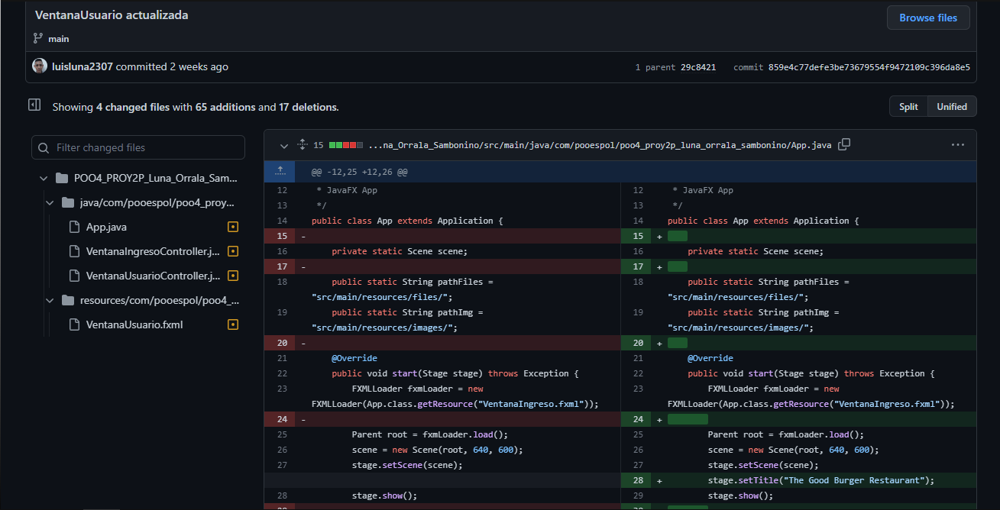 VentanaUsuario actualizada
Browse files
main
luisluna2307 committed 2 weeks ago
1 parent 29c8421 commit 859e4c77defe3be73679554f9472109c396da8e5
Showing 4 changed files with 65 additions and 17 deletions.
Split Unified
Filter changed files
POO4_PROY2P_Luna_Orrala_Sam...
java/com/pooespol/poo4_proy...
App.java
VentanaIngresoController.j...
VentanaUsuarioController.j...
resources/com/pooespol/poo4_...
VentanaUsuario.fxml
15 ...na_Orrala_Sambonino/src/main/java/com/pooespol/poo4_proy2p_luna_orrala_sambonino/App.java
@@ -12,25 +12,26 @@
12 * JavaFX App
13 */
14 public class App extends Application {
15 -
16 private static Scene scene;
17 -
18 public static String pathFiles =
"src/main/resources/files/";
19 public static String pathImg =
"src/main/resources/images/";
20 -
21 @Override
22 public void start(Stage stage) throws Exception {
23 FXMLLoader fxmLoader = new
FXMLLoader(App.class.getResource("VentanaIngreso.fxml"));
24 -
25 Parent root = fxmLoader.load();
26 scene = new Scene(root, 640, 600);
27 stage.setScene(scene);
28 stage.show();
12 * JavaFX App
13 */
14 public class App extends Application {
15 +
16 private static Scene scene;
17 +
18 public static String pathFiles =
"src/main/resources/files/";
19 public static String pathImg =
"src/main/resources/images/";
20 +
21 @Override
22 public void start(Stage stage) throws Exception {
23 FXMLLoader fxmLoader = new
FXMLLoader(App.class.getResource("VentanaIngreso.fxml"));
24 +
25 Parent root = fxmLoader.load();
26 scene = new Scene(root, 640, 600);
27 stage.setScene(scene);
28 + stage.setTitle("The Good Burger Restaurant");
29 stage.show();